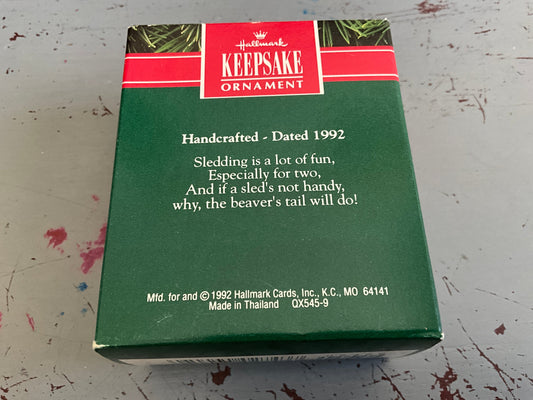 Hallmark
KEEPSAKE
ORNAMENT
Handcrafted - Dated 1992
Sledding is a lot of fun,
Especially for two,
And if a sled's not handy,
why, the beaver's tail will do!
Mfd. for and © 1992 Hallmark Cards, Inc., K.C., MO 64141
Made in Thailand QX545-9